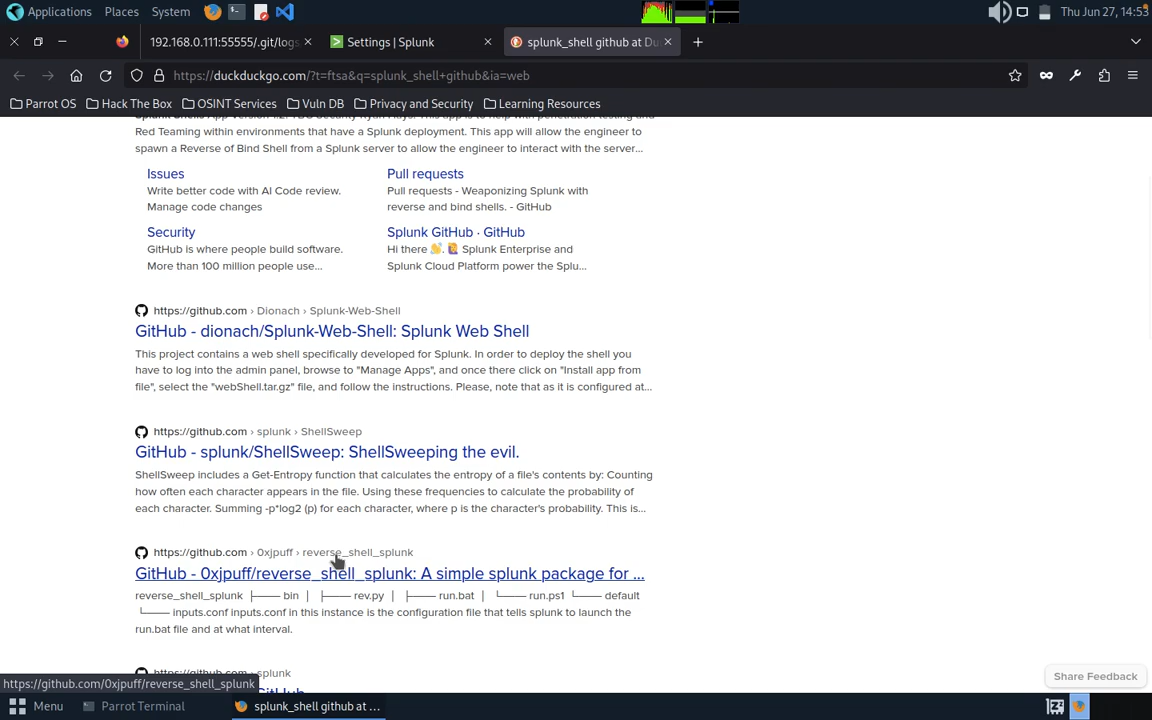 Applications Places System Thu Jun 27, 14:53
192.168.0.111:55555/.git/logs Settings | Splunk splunk_shell github at Du
https://duckduckgo.com/?t=ftsa&q=splunk_shell+github&ia=web
Parrot OS Hack The Box OSINT Services Vuln DB Privacy and Security Learning Resources
Red Teaming within environments that have a Splunk deployment. This app will allow the engineer to
spawn a Reverse of Bind Shell from a Splunk server to allow the engineer to interact with the server...
Issues
Write better code with AI Code review.
Manage code changes
Pull requests
Pull requests - Weaponizing Splunk with
reverse and bind shells. - GitHub
Security
GitHub is where people build software.
More than 100 million people use...
Splunk GitHub · GitHub
Hi there 👋. 🙋 Splunk Enterprise and
Splunk Cloud Platform power the Splu...
https://github.com › Dionach › Splunk-Web-Shell
GitHub - dionach/Splunk-Web-Shell: Splunk Web Shell
This project contains a web shell specifically developed for Splunk. In order to deploy the shell you
have to log into the admin panel, browse to "Manage Apps", and once there click on "Install app from
file", select the "webShell.tar.gz" file, and follow the instructions. Please, note that as it is configured at...
https://github.com › splunk › ShellSweep
GitHub - splunk/ShellSweep: ShellSweeping the evil.
ShellSweep includes a Get-Entropy function that calculates the entropy of a file's contents by: Counting
how often each character appears in the file. Using these frequencies to calculate the probability of
each character. Summing -p*log2 (p) for each character, where p is the character's probability. This is...
https://github.com › 0xjpuff › reverse_shell_splunk
GitHub - 0xjpuff/reverse_shell_splunk: A simple splunk package for ...
reverse_shell_splunk ├─── bin │ ├─── rev.py │ ├─── run.bat │ └─── run.ps1 └─── default
└─── inputs.conf inputs.conf in this instance is the configuration file that tells splunk to launch the
run.bat file and at what interval.
https://github.com › splunk
GitHub
Share Feedback
https://github.com/0xjpuff/reverse_shell_splunk
Menu Parrot Terminal splunk_shell github at ...